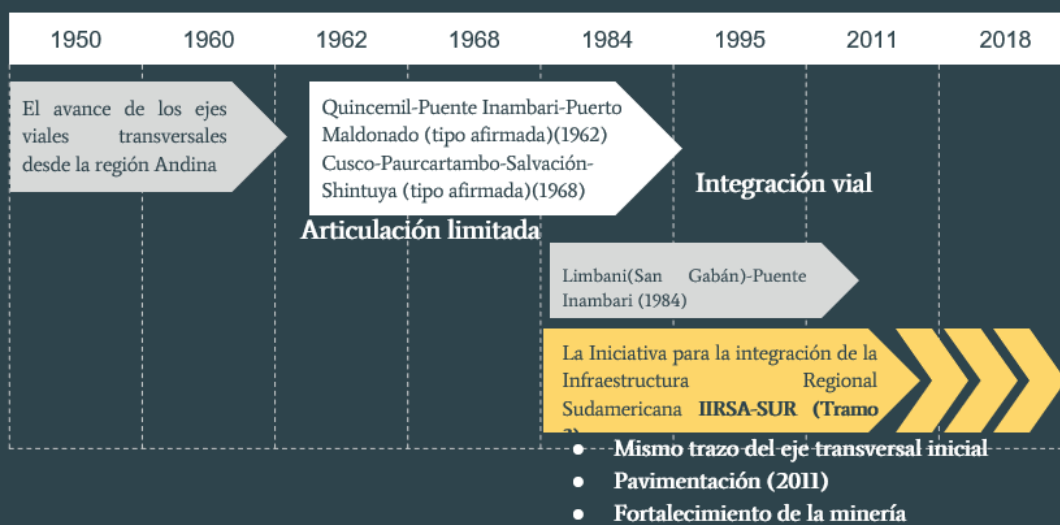 1950 1960 1962 1968 1984 1995 2011 2018
El avance de los ejes
viales transversales
desde la región Andina
Quincemil-Puente Inambari-Puerto
Maldonado (tipo afirmada)(1962)
Cusco-Paurcartambo-Salvación-
Shintuya (tipo afirmada)(1968)
Integración vial
Articulación limitada
Limbani(San Gabán)-Puente
Inambari (1984)
La Iniciativa para la integración de la
Infraestructura Regional
Sudamericana IIRSA-SUR (Tramo
● Mismo trazo del eje transversal inicial
● Pavimentación (2011)
● Fortalecimiento de la minería